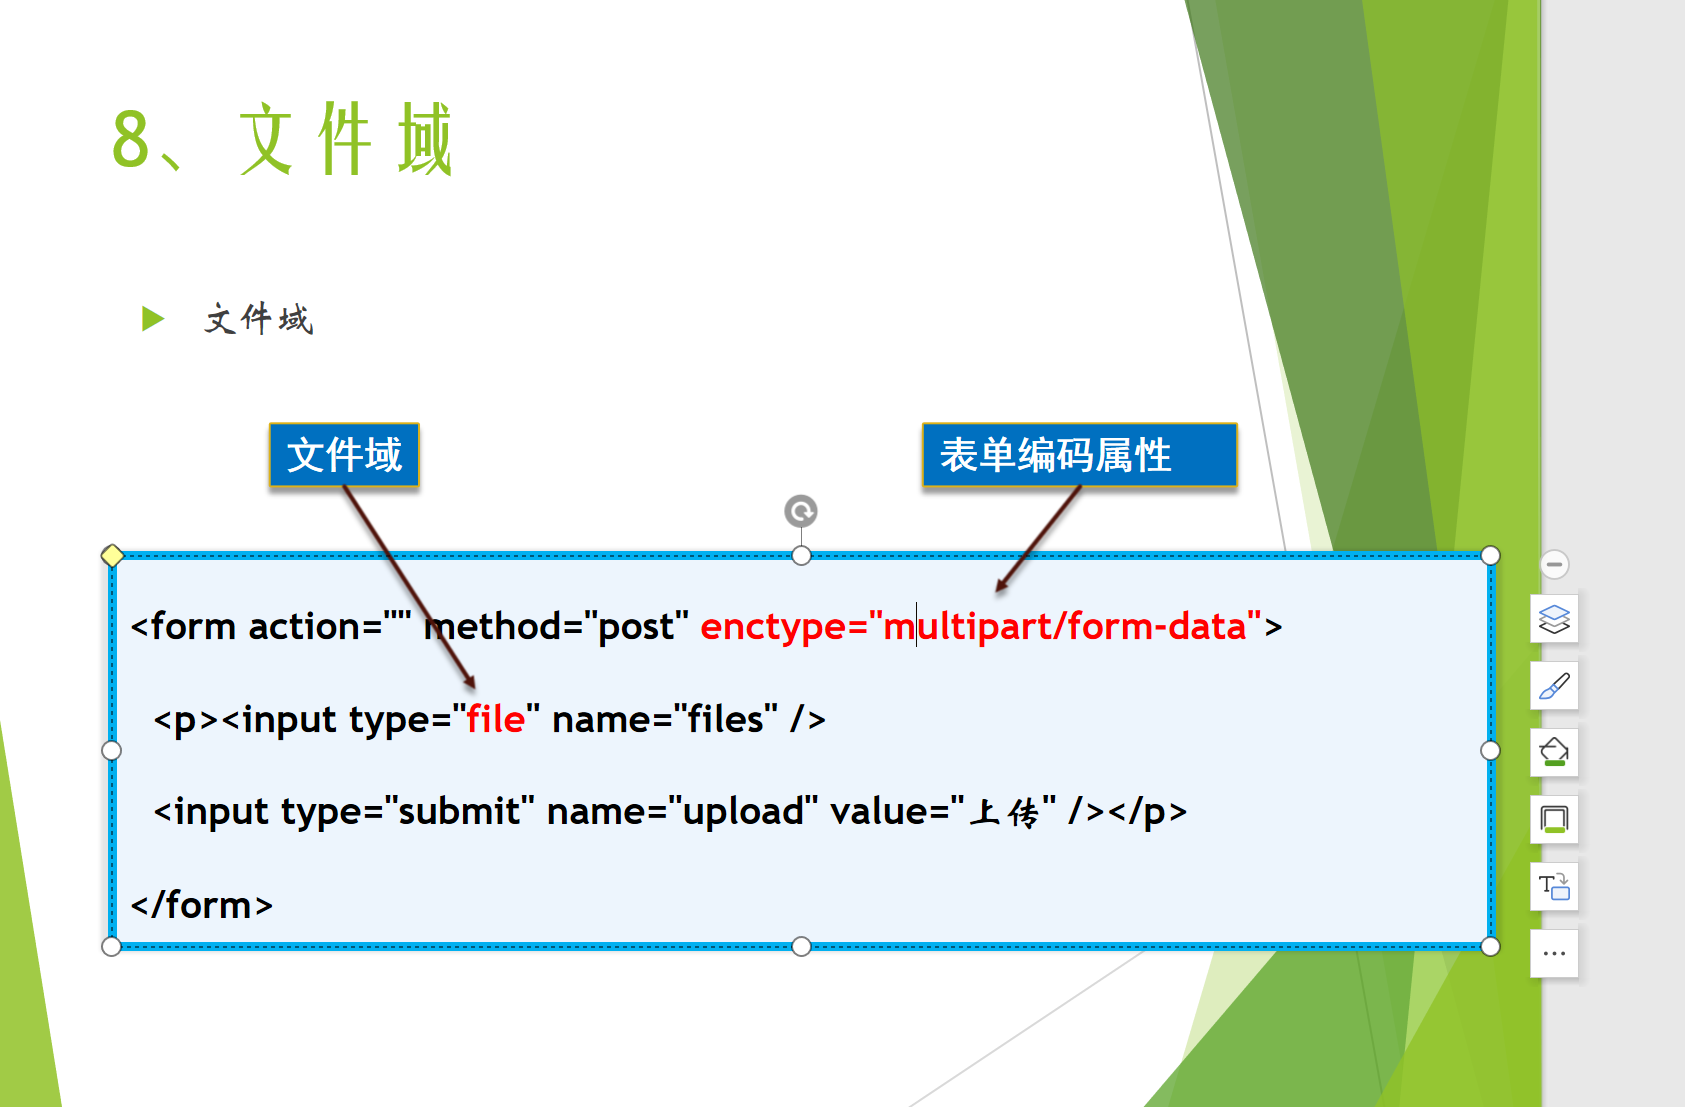 8、文件域
文件域
文件域
表单编码属性
<form action="" method="post" enctype="multipart/form-data">
<p><input type="file" name="files" />
<input type="submit" name="upload" value="上传" /></p>
</form>